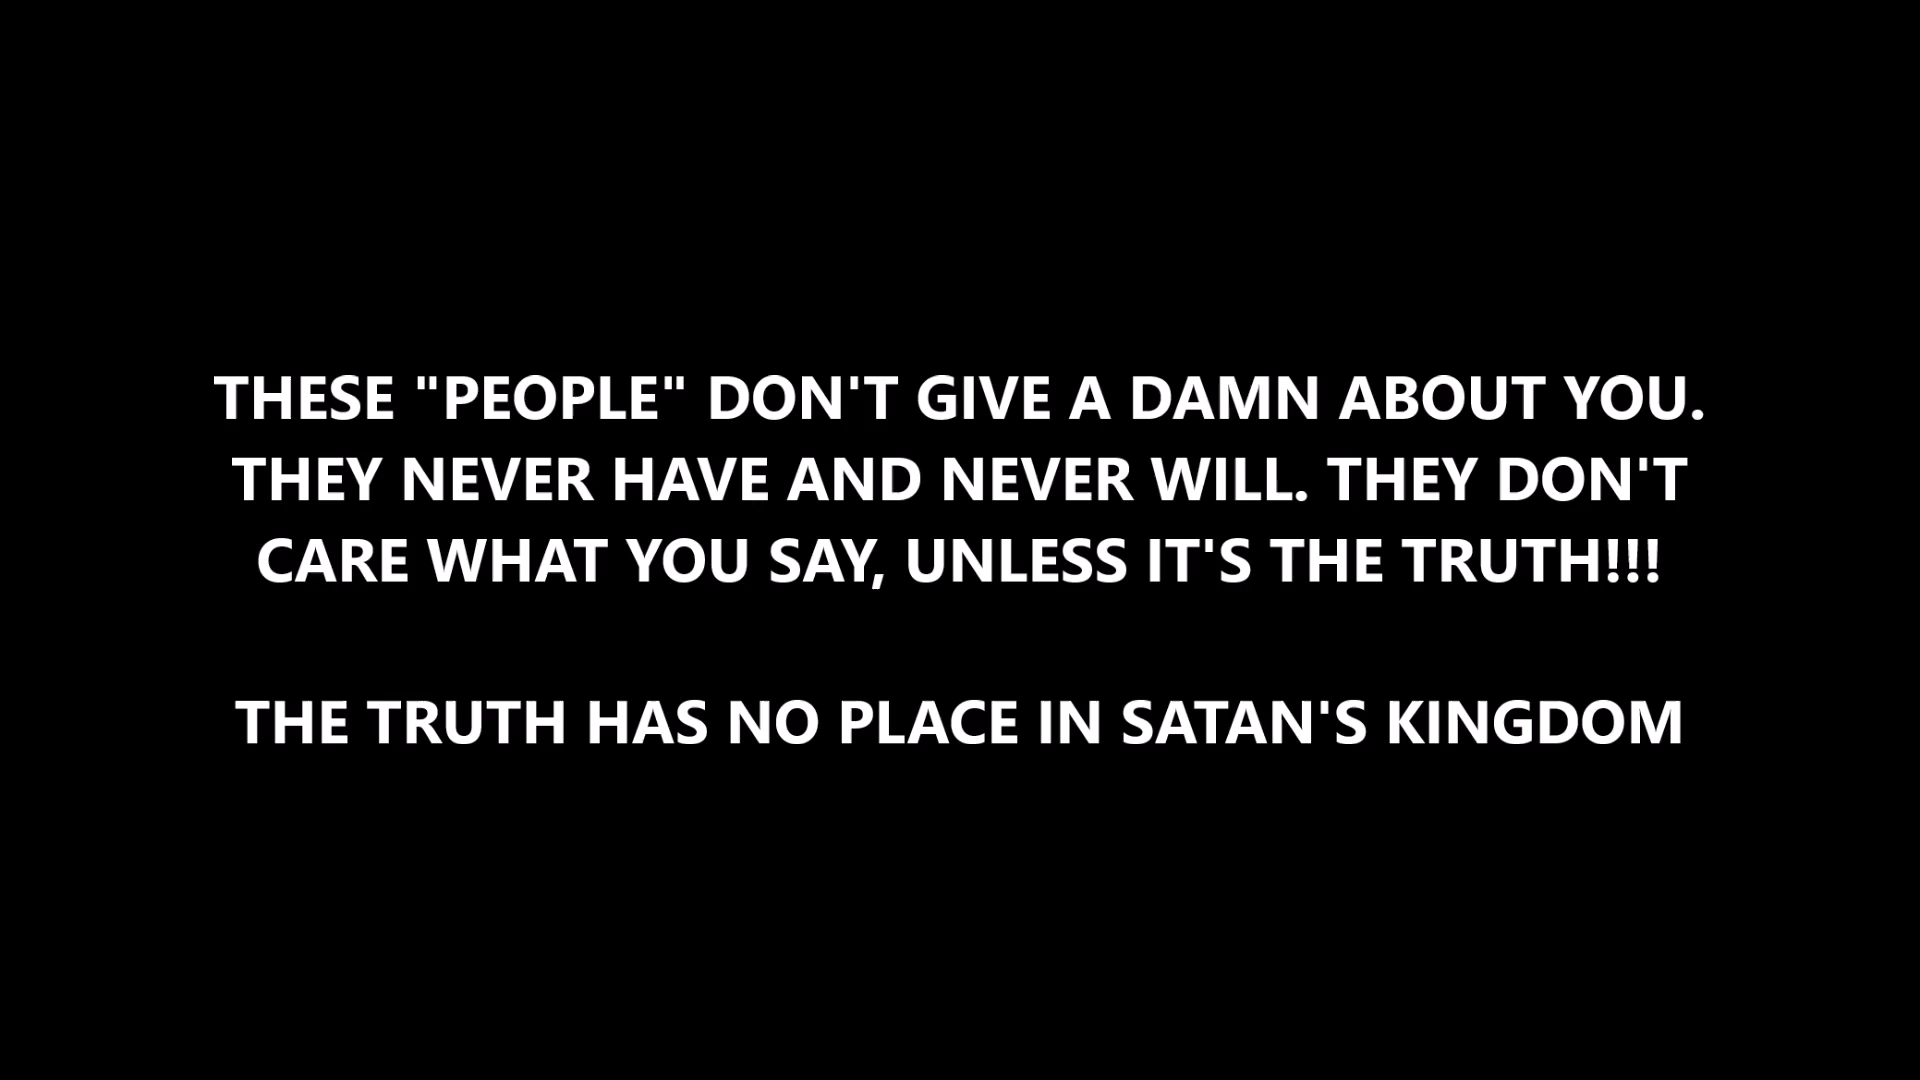 THESE "PEOPLE" DON'T GIVE A DAMN ABOUT YOU.
THEY NEVER HAVE AND NEVER WILL. THEY DON'T
CARE WHAT YOU SAY, UNLESS IT'S THE TRUTH!!!
THE TRUTH HAS NO PLACE IN SATAN'S KINGDOM